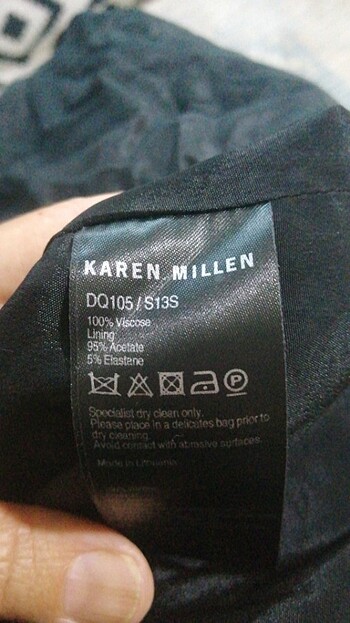 KAREN MILLEN
DQ105 / S13S
100% Viscose
Lining:
95% Acetate
5% Elastane
P
Specialist dry clean only.
Please place in a delicates bag prior to
dry cleaning.
Avoid contact with abrasive surfaces.
Made in Lithuania